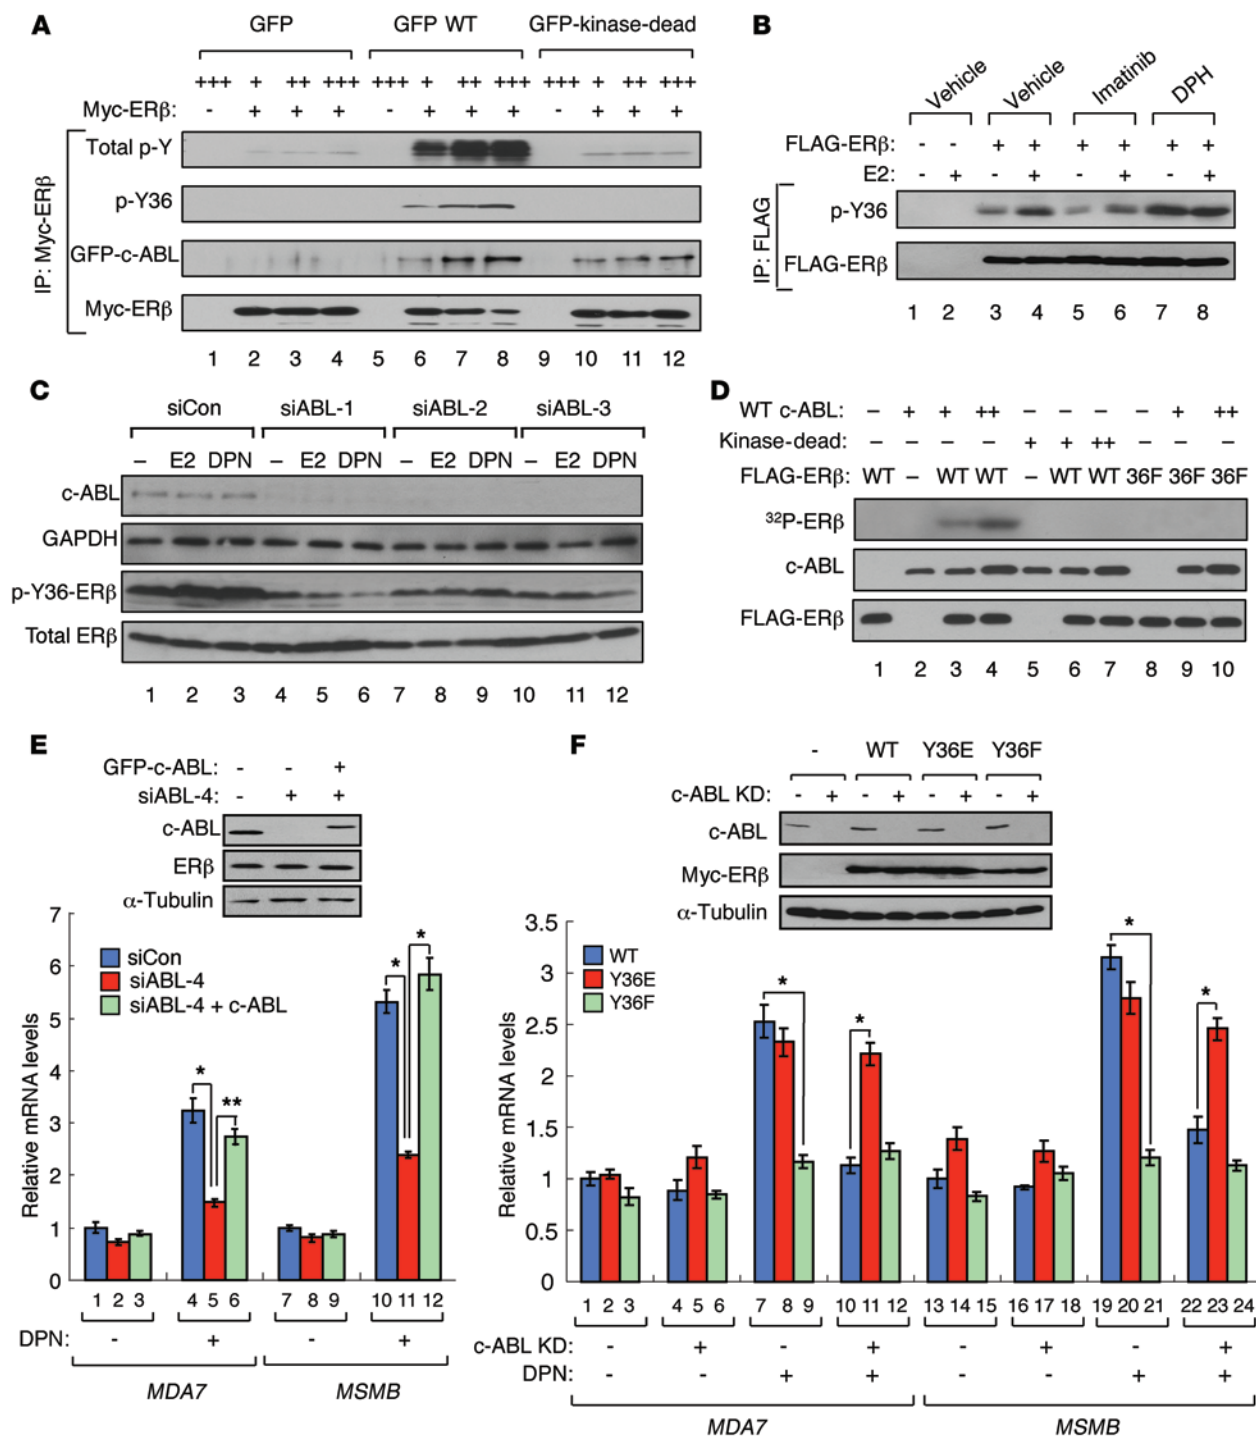 A
GFP GFP WT GFP-kinase-dead
+++ + ++ +++ +++ + ++ +++ +++ + ++ +++
Myc-ERβ: - + + + - + + + - + + +
IP: Myc-ERβ
Total p-Y
p-Y36
GFP-c-ABL
Myc-ERβ
1 2 3 4 5 6 7 8 9 10 11 12
B
Vehicle Vehicle Imatinib DPH
FLAG-ERβ: - - + + + + + +
E2: - + - + - + - +
IP: FLAG
p-Y36
FLAG-ERβ
1 2 3 4 5 6 7 8
C
siCon siABL-1 siABL-2 siABL-3
– E2 DPN – E2 DPN – E2 DPN – E2 DPN
c-ABL
GAPDH
p-Y36-ERβ
Total ERβ
1 2 3 4 5 6 7 8 9 10 11 12
D
WT c-ABL: – + + ++ – – – – + ++
Kinase-dead: – – – – + + ++ – – –
FLAG-ERβ: WT – WT WT – WT WT 36F 36F 36F
32P-ERβ
c-ABL
FLAG-ERβ
1 2 3 4 5 6 7 8 9 10
E
GFP-c-ABL: - - +
siABL-4: - + +
c-ABL
ERβ
α-Tubulin
Relative mRNA levels
7
6
5
4
3
2
1
0
siCon
siABL-4
siABL-4 + c-ABL
* ** * *
1 2 3 4 5 6 7 8 9 10 11 12
DPN: - + - +
MDA7 MSMB
F
- WT Y36E Y36F
c-ABL KD: - + - + - + - +
c-ABL
Myc-ERβ
α-Tubulin
Relative mRNA levels
3.5
3
2.5
2
1.5
1
0.5
0
WT
Y36E
Y36F
* * * *
1 2 3 4 5 6 7 8 9 10 11 12 13 14 15 16 17 18 19 20 21 22 23 24
c-ABL KD: - + - + - + - +
DPN: - - + + - - + +
MDA7 MSMB